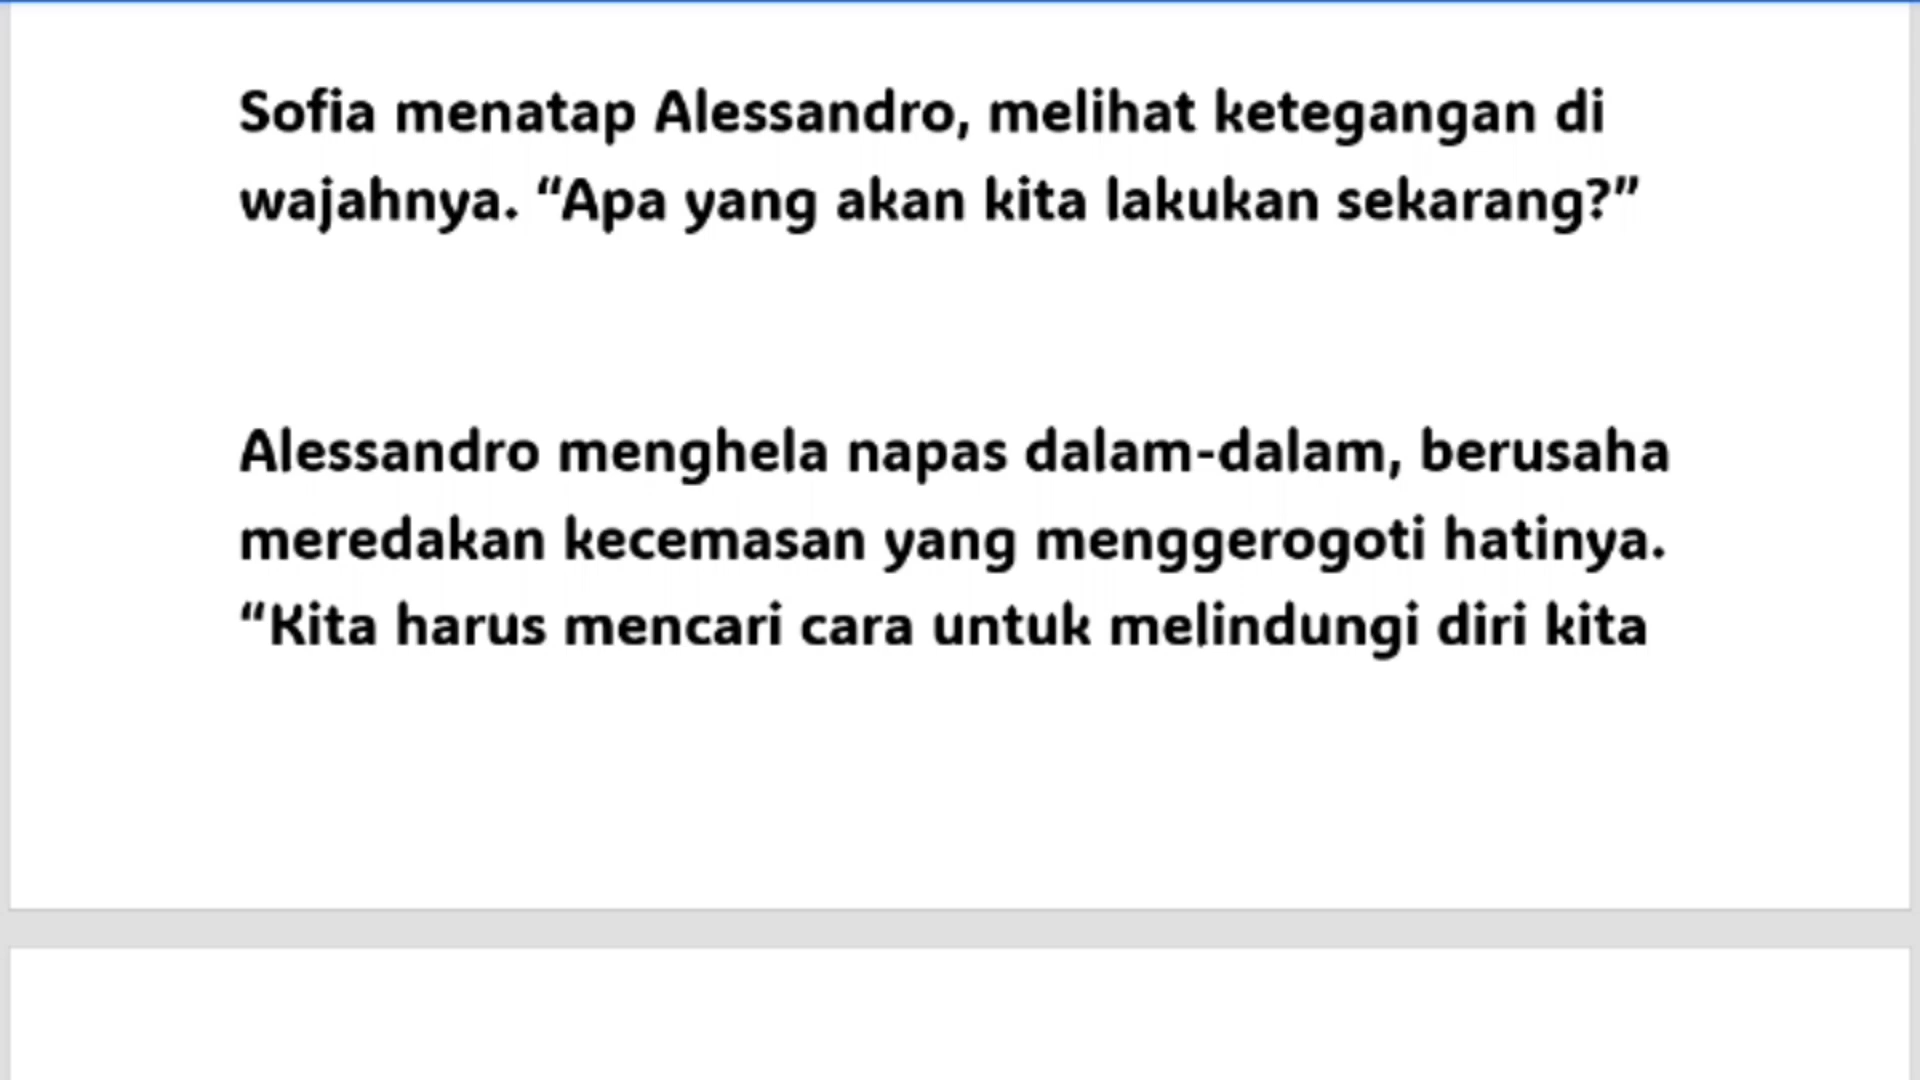 Sofia menatap Alessandro, melihat ketegangan di
wajahnya. “Apa yang akan kita lakukan sekarang?”
Alessandro menghela napas dalam-dalam, berusaha
meredakan kecemasan yang menggerogoti hatinya.
“Kita harus mencari cara untuk melindungi diri kita